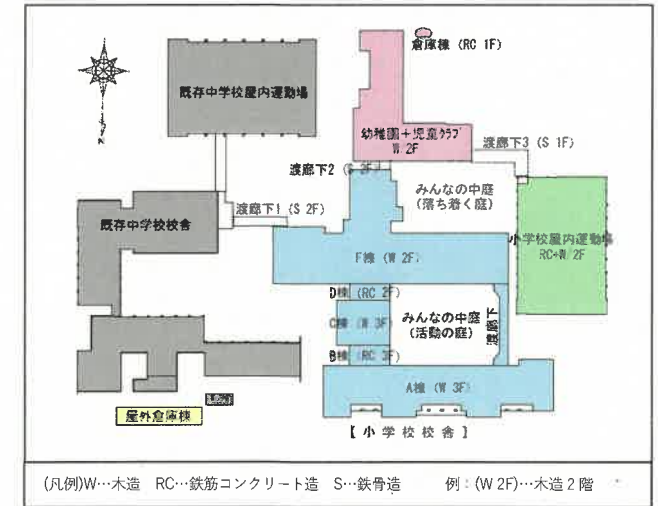 倉庫棟 (RC 1F)
既存中学校屋内運動場
幼稚園+児童クラブ
W 2F
渡廊下3 (S 1F)
渡廊下2 (S 2F)
みんなの中庭
(落ち着く庭)
渡廊下1 (S 2F)
既存中学校校舎
小学校屋内運動場
RC+W 2F
F棟 (W 2F)
D棟 (RC 2F)
C棟 (W 3F)
みんなの中庭
(活動の庭)
渡廊下
B棟 (RC 3F)
A棟 (W 3F)
屋外倉庫棟
【小学校校舎】
(凡例)W…木造 RC…鉄筋コンクリート造 S…鉄骨造 例:(W 2F)…木造2階